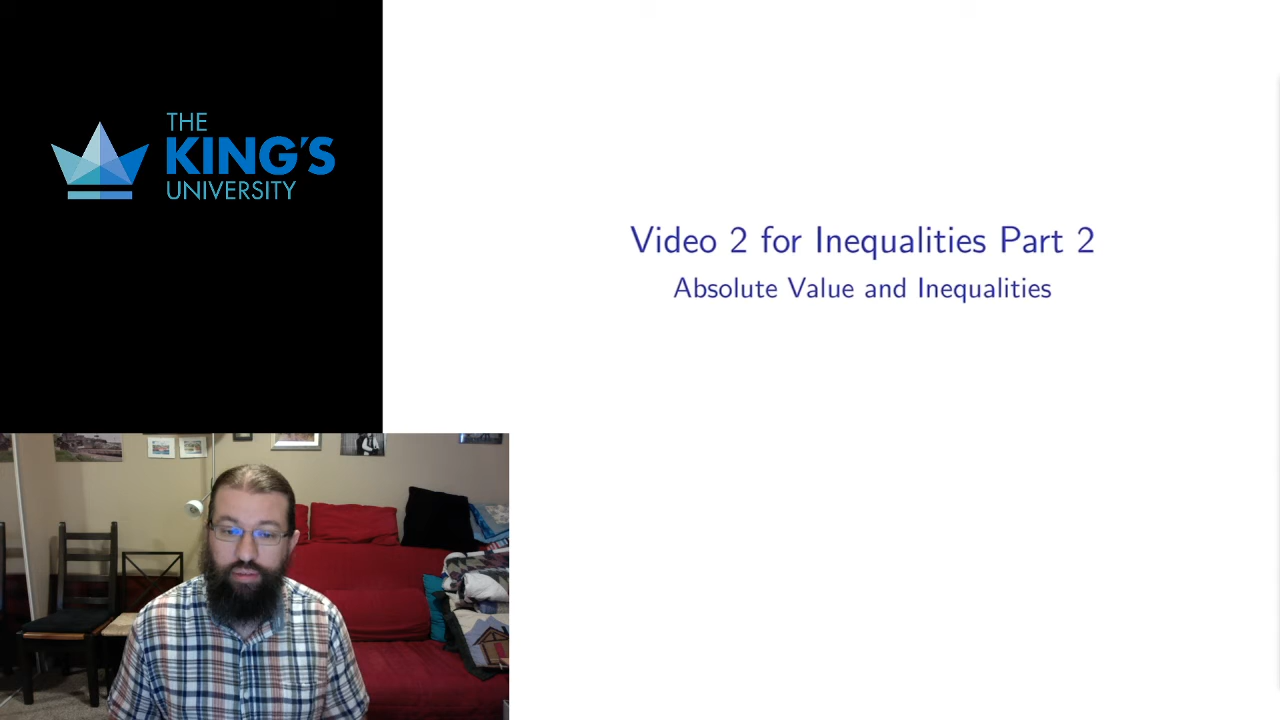 THE
KING'S
UNIVERSITY
Video 2 for Inequalities Part 2
Absolute Value and Inequalities